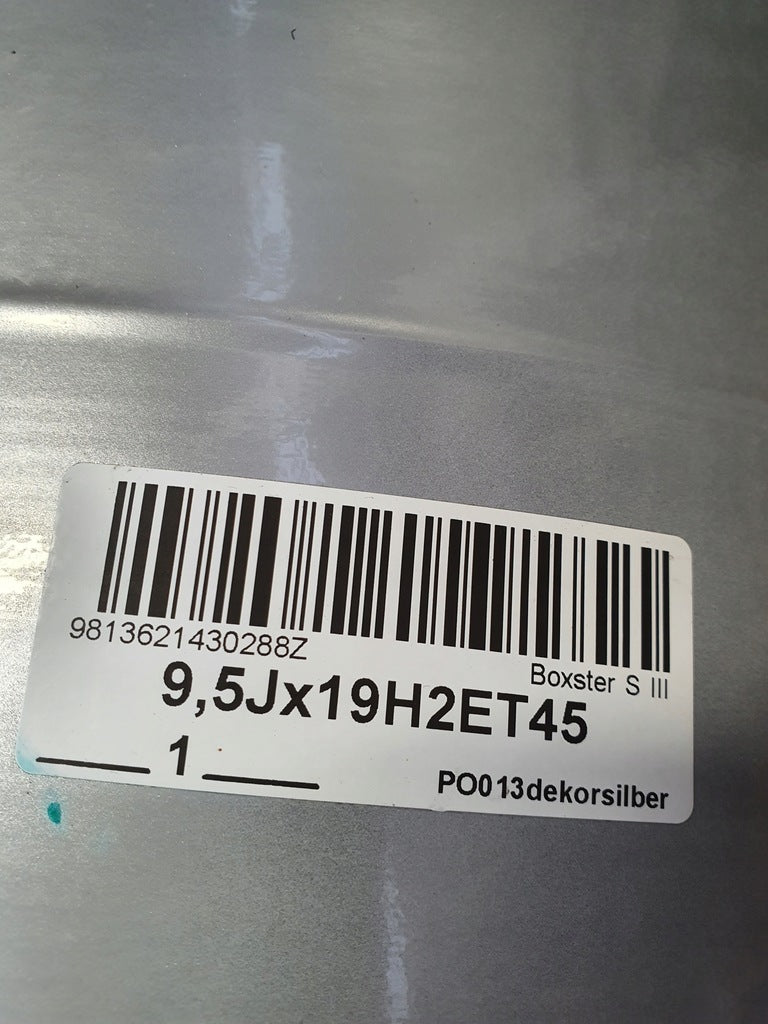 9813621430288Z
Boxster S III
9,5Jx19H2ET45
1
PO013dekorsilber